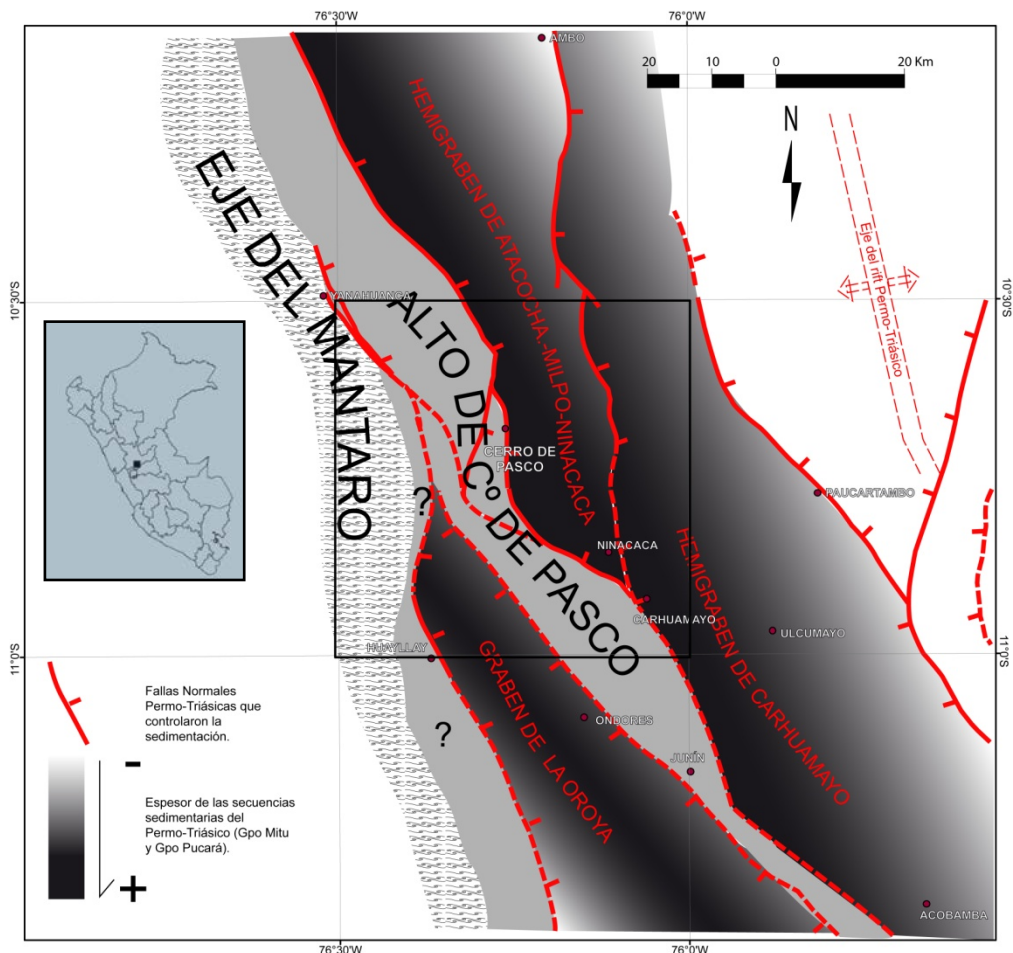 76°30'W
76°0'W
AMBO
20
10
0
20 Km
N
HEMIGRABEN DE ATACOCHA.-MILPO-NINACACA
EJE DEL MANTARO
Eje del rift Permo-Triásico
10°30'S
10°30'S
YANAHUANCA
ALTO DE Cº DE PASCO
CERRO DE
PASCO
PAUCARTAMBO
?
NINACACA
HEMIGRABEN DE CARHUAMAYO
CARHUAMAYO
ULCUMAYO
11°0'S
11°0'S
HUAYLLAY
GRABEN DE LA OROYA
ONDORES
?
JUNÍN
Fallas Normales
Permo-Triásicas que
controlaron la
sedimentación.
-
Espesor de las secuencias
sedimentarias del
Permo-Triásico (Gpo Mitu
y Gpo Pucará).
+
ACOBAMBA
76°30'W
76°0'W